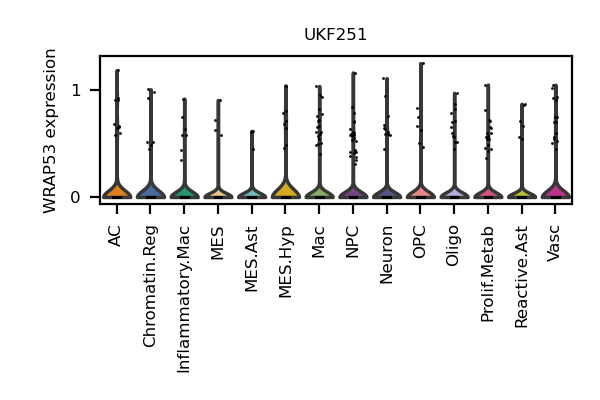 UKF251
WRAP53 expression
1
0
AC
Chromatin.Reg
Inflammatory.Mac
MES
MES.Ast
MES.Hyp
Mac
NPC
Neuron
OPC
Oligo
Prolif.Metab
Reactive.Ast
Vasc